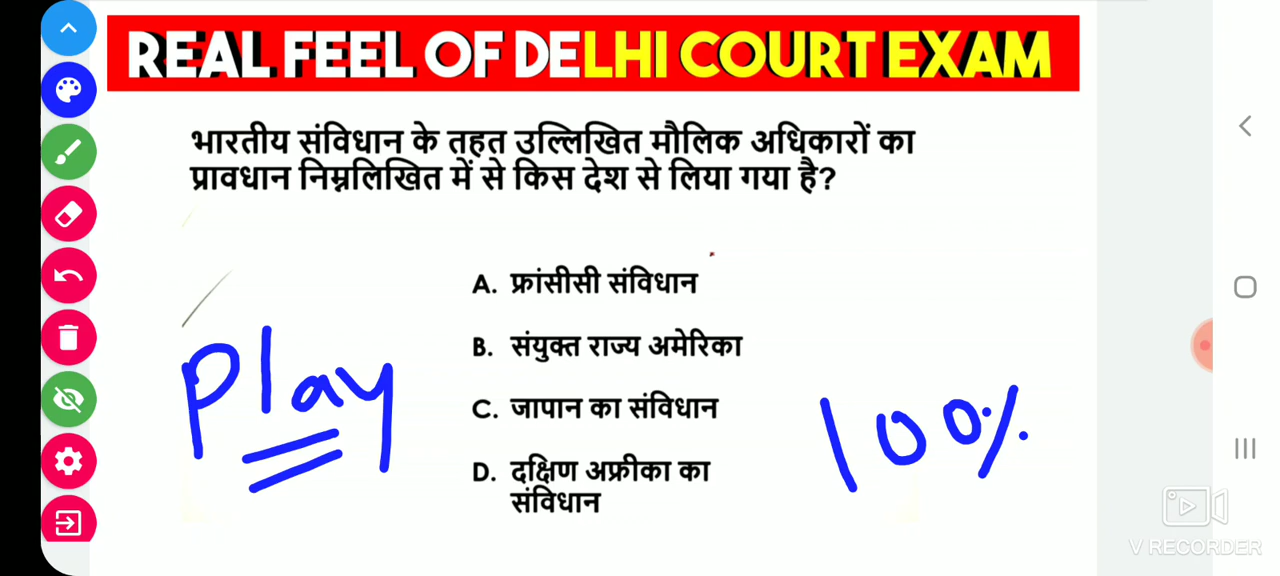 REAL FEEL OF DELHI COURT EXAM
भारतीय संविधान के तहत उल्लिखित मौलिक अधिकारों का
प्रावधान निम्नलिखित में से किस देश से लिया गया है?
A. फ्रांसीसी संविधान
B. संयुक्त राज्य अमेरिका
C. जापान का संविधान
D. दक्षिण अफ्रीका का
संविधान
Play
100%
V RECORDER